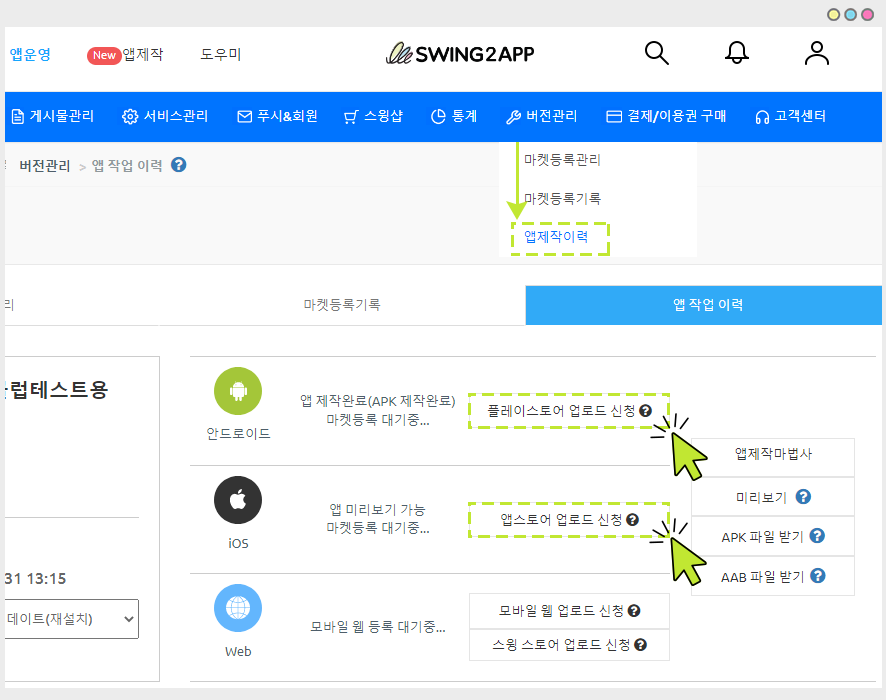 앱운영
New 앱제작
도우미
SWING2APP
게시물관리
서비스관리
푸시&회원
스윙샵
통계
버전관리
결제/이용권 구매
고객센터
버전관리 > 앱 작업 이력 ?
마켓등록관리
마켓등록기록
앱제작이력
리
마켓등록기록
앱 작업 이력
럽테스트용
안드로이드
앱 제작완료(APK 제작완료)
마켓등록 대기중...
플레이스토어 업로드 신청 ?
앱제작마법사
미리보기 ?
APK 파일 받기 ?
AAB 파일 받기 ?
iOS
앱 미리보기 가능
마켓등록 대기중...
앱스토어 업로드 신청 ?
31 13:15
데이트(재설치)
Web
모바일 웹 등록 대기중...
모바일 웹 업로드 신청 ?
스윙 스토어 업로드 신청 ?